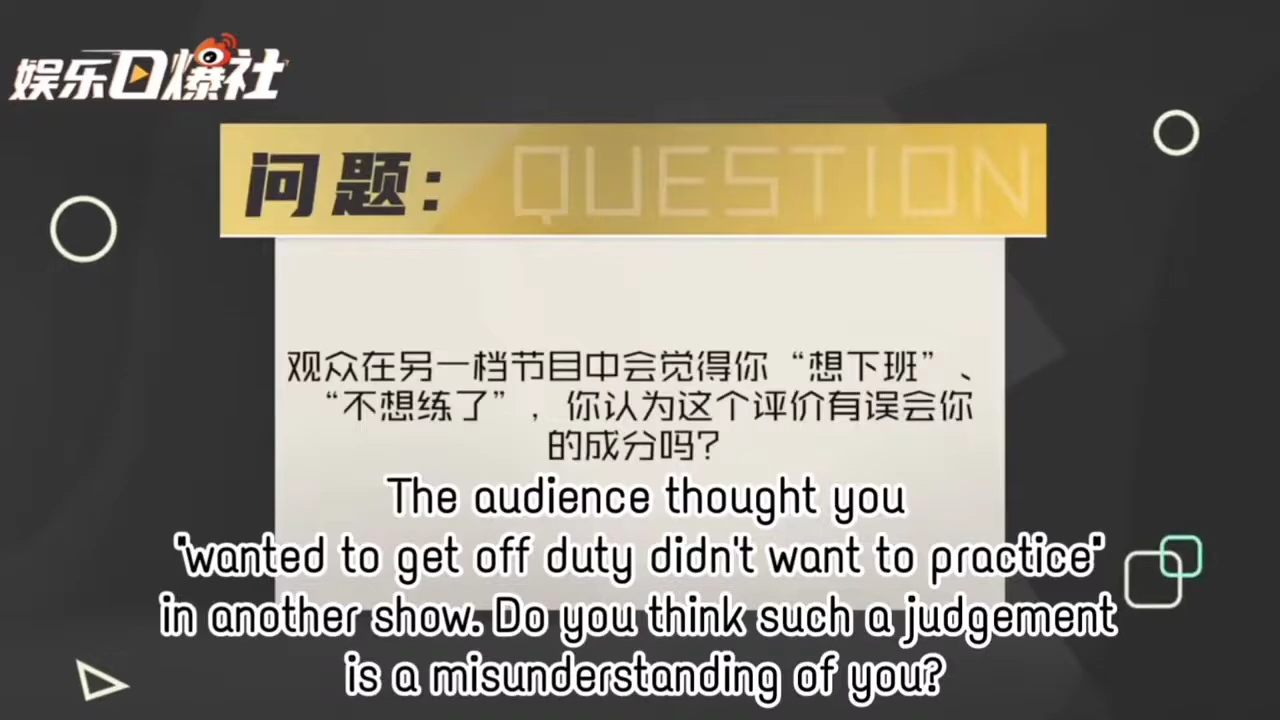 娱乐日爆社
问题：
QUESTION
观众在另一档节目中会觉得你“想下班”、
“不想练了”，你认为这个评价有误会你
的成分吗？
The audience thought you
"wanted to get off duty didn't want to practice"
in another show. Do you think such a judgement
is a misunderstanding of you?